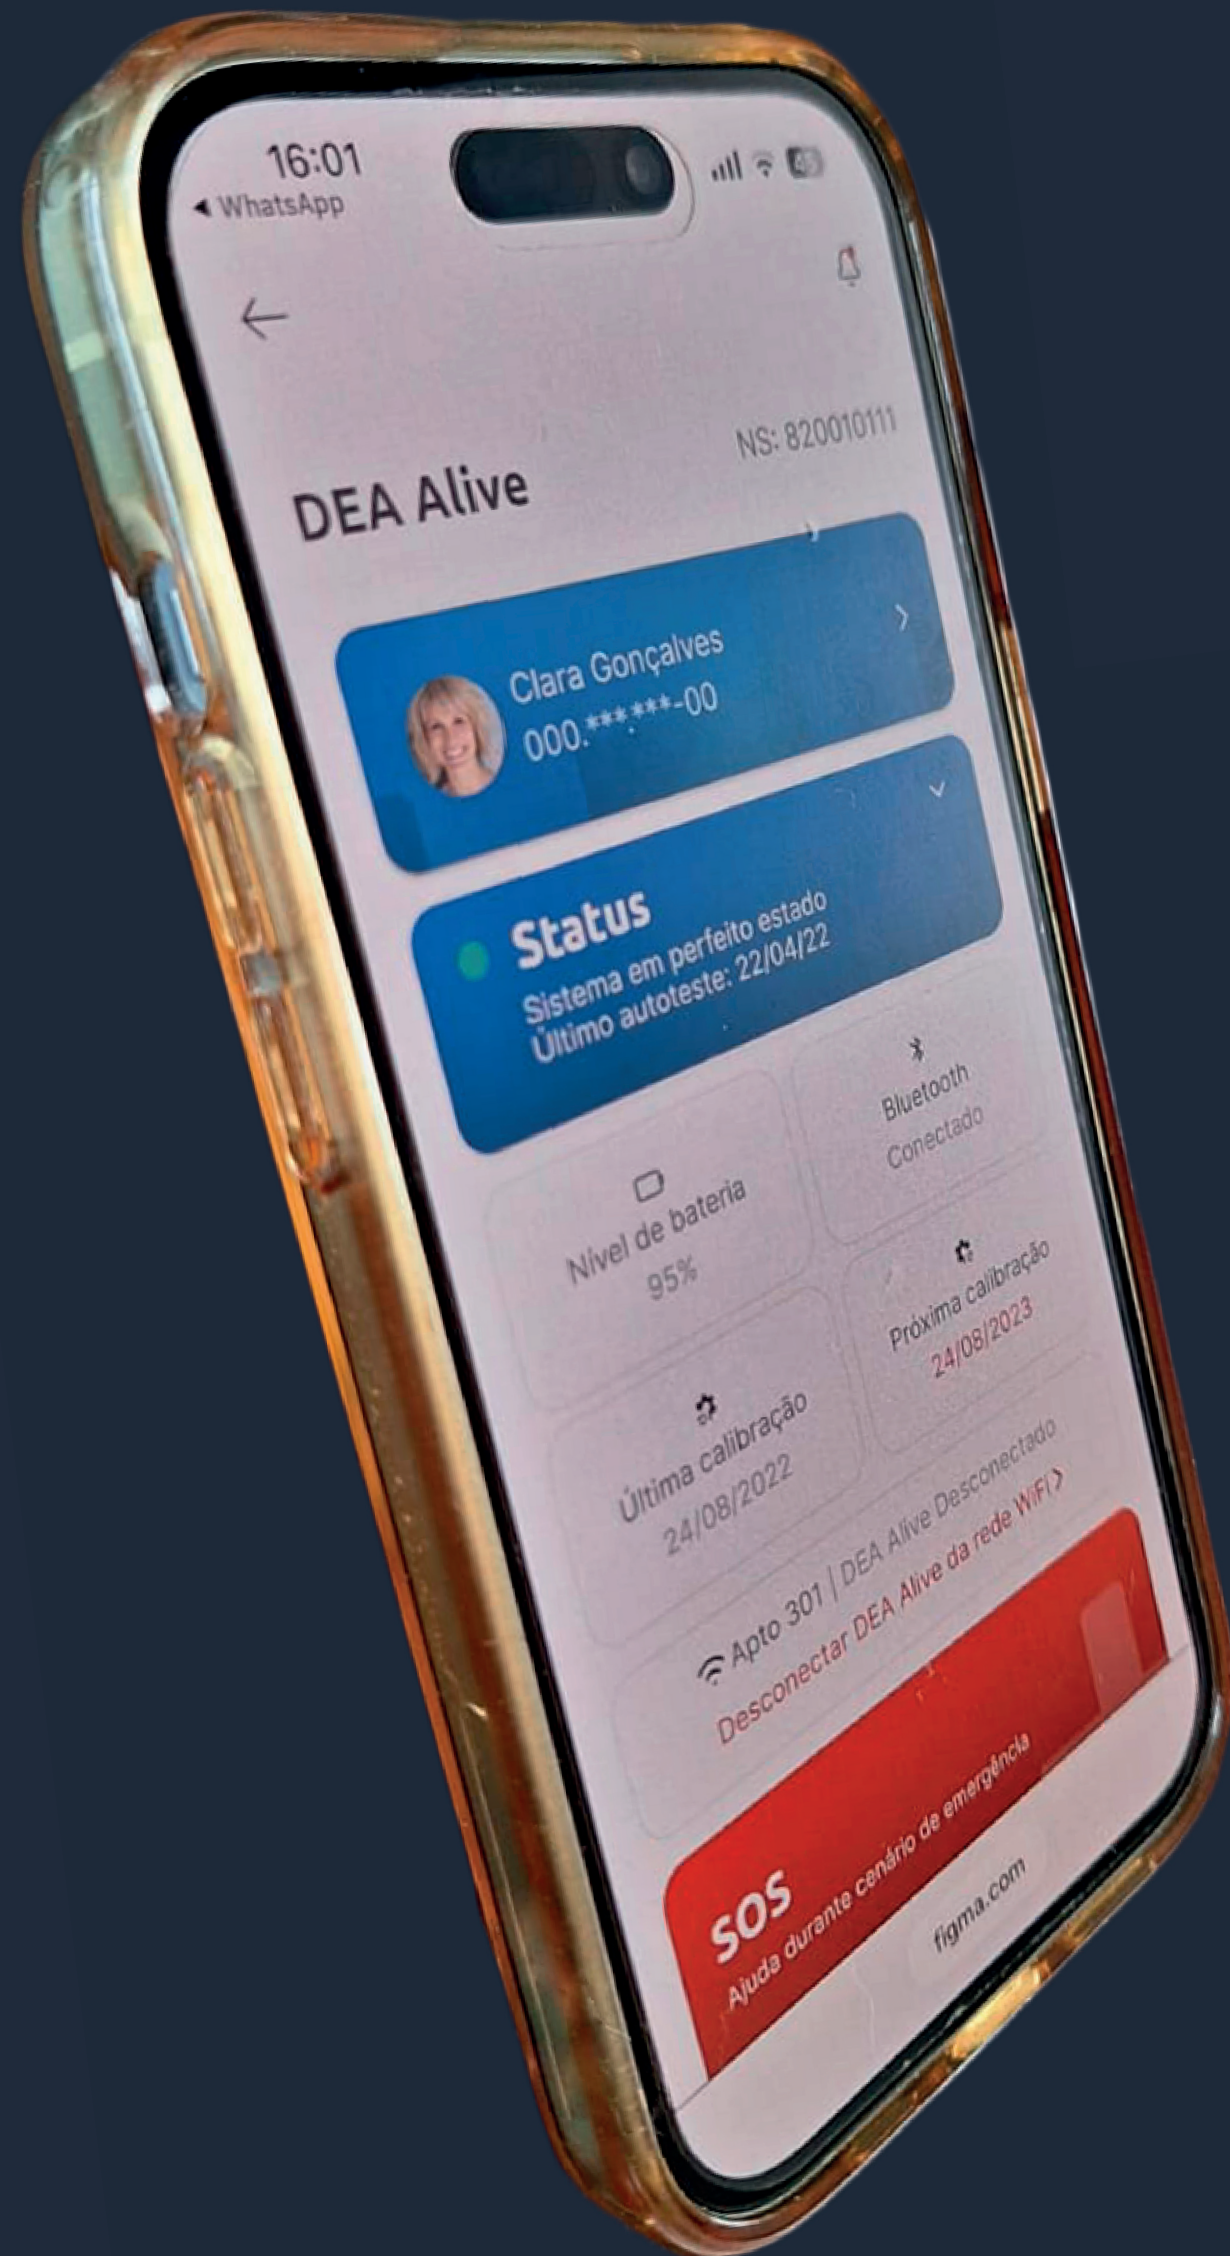 16:01
WhatsApp
NS: 820010111
DEA Alive
Clara Gonçalves
000.***.***-00
Status
Sistema em perfeito estado
Último autoteste: 22/04/22
Bluetooth
Conectado
Nível de bateria
95%
Próxima calibração
24/08/2023
Última calibração
24/08/2022
Apto 301 | DEA Alive Desconectado
Desconectar DEA Alive da rede WiFi
SOS
Ajuda durante cenário de emergência
figma.com